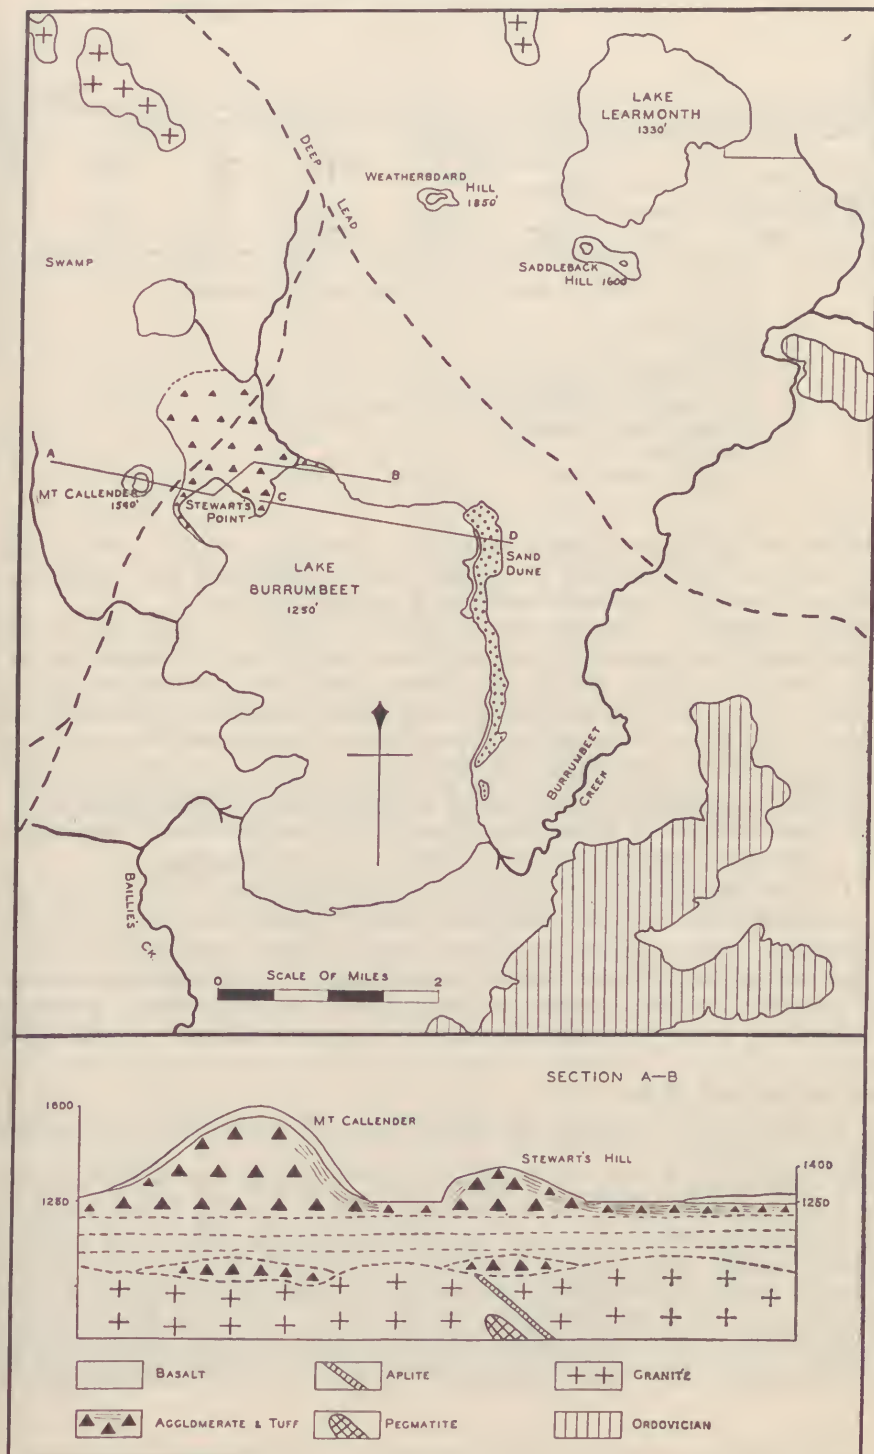 LAKE
LEARMONTH
1330'
DEEP
LEAD
WEATHERBOARD
HILL
1850'
SADDLEBACK
HILL 1600'
SWAMP
A
B
MT CALLENDER
1540'
C
STEWART'S
POINT
D
SAND
DUNE
LAKE
BURRUMBEET
1250'
BURRUMBEET
CREEK
BAILLIE'S
CK.
0 SCALE OF MILES 2
SECTION A—B
1600
MT CALLENDER
STEWART'S HILL
1400
1250
1250
BASALT
APLITE
GRANITE
AGGLOMERATE & TUFF
PEGMATITE
ORDOVICIAN